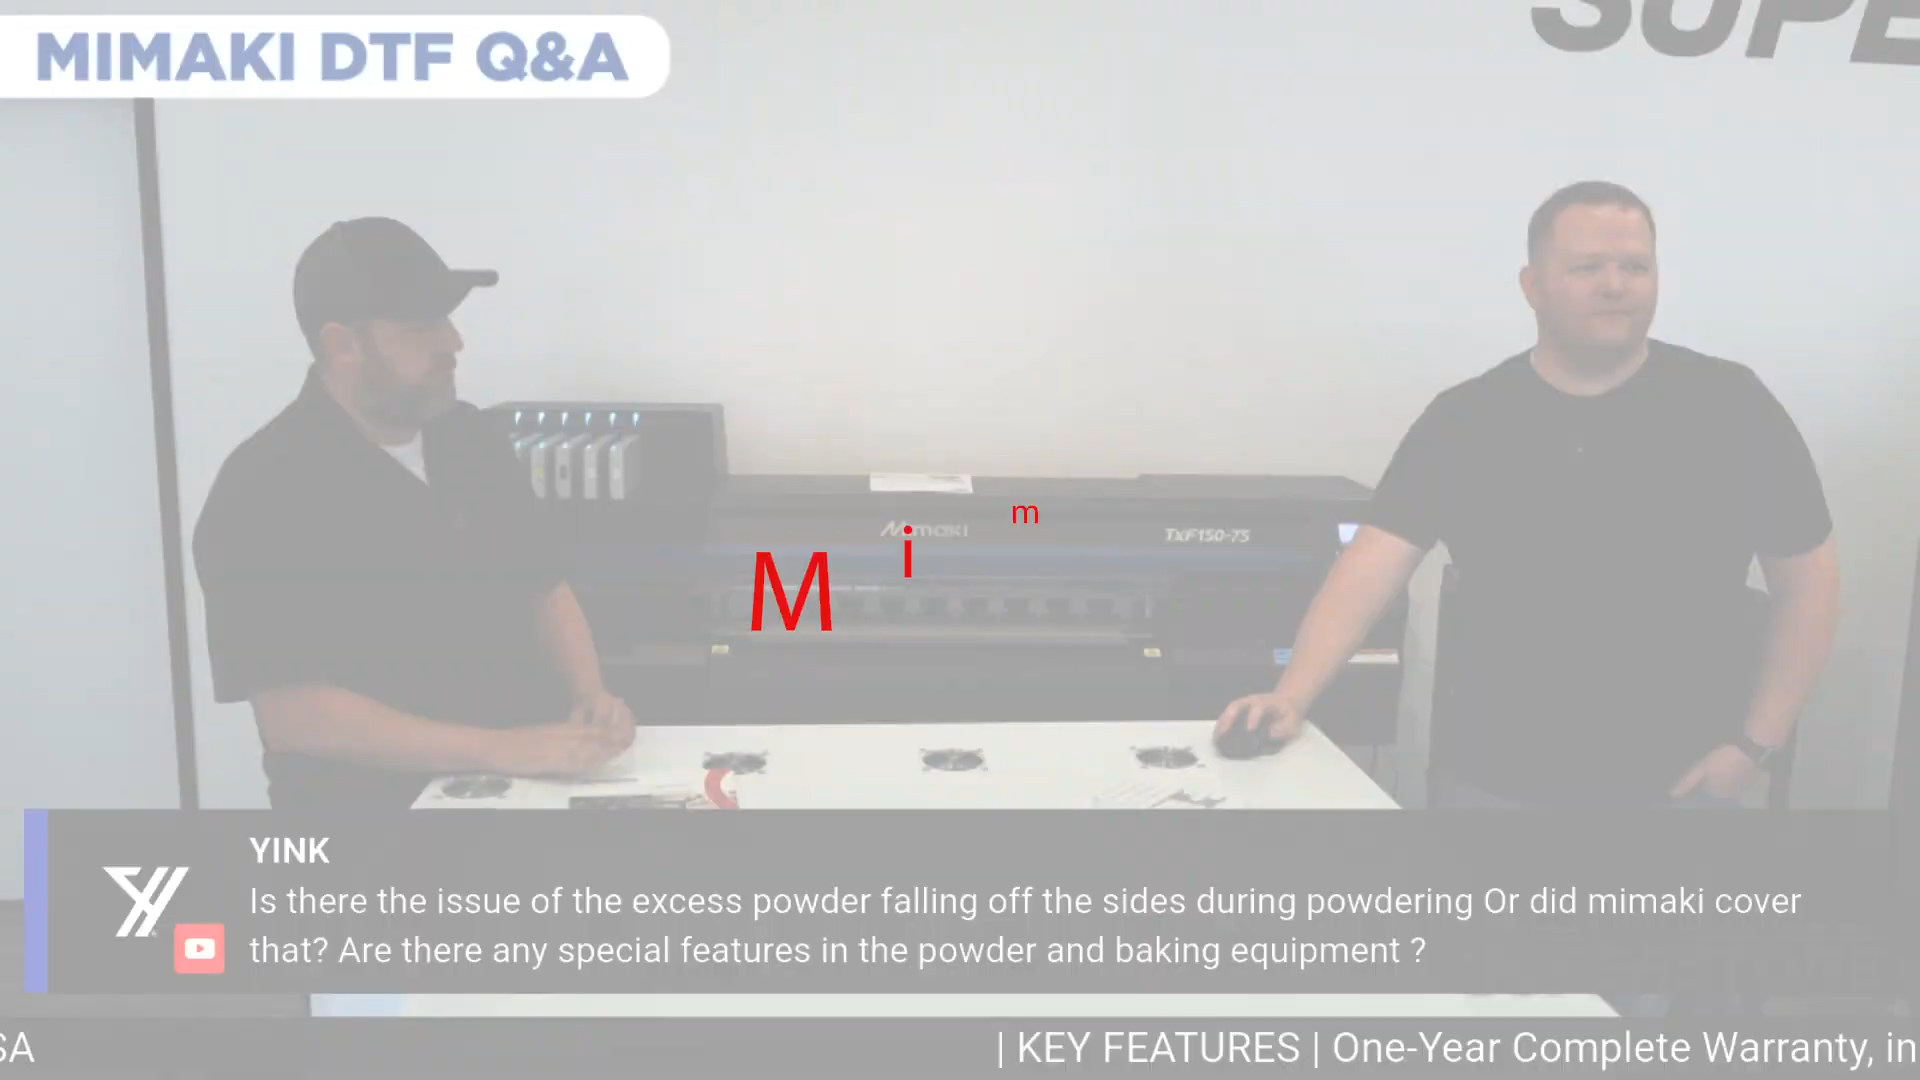 MIMAKI DTF Q&A
SUPE
Mimaki
TxF150-75
M i m
YINK
Is there the issue of the excess powder falling off the sides during powdering Or did mimaki cover
that? Are there any special features in the powder and baking equipment ?
SA
| KEY FEATURES | One-Year Complete Warranty, in